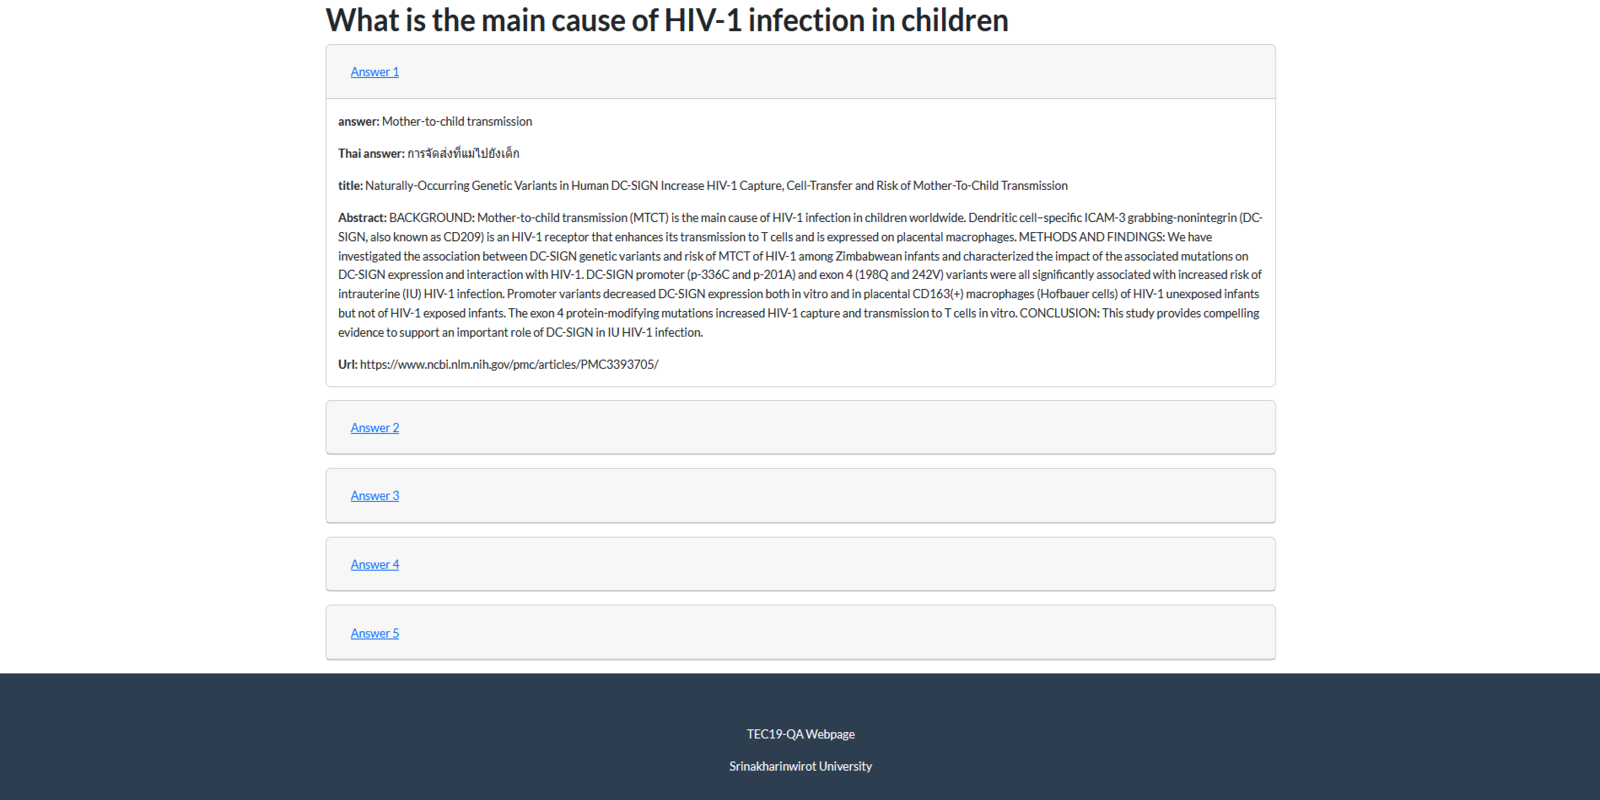 What is the main cause of HIV-1 infection in children
Answer 1
answer: Mother-to-child transmission
Thai answer: การจัดส่งที่แม่ไปยังเด็ก
title: Naturally-Occurring Genetic Variants in Human DC-SIGN Increase HIV-1 Capture, Cell-Transfer and Risk of Mother-To-Child Transmission
Abstract: BACKGROUND: Mother-to-child transmission (MTCT) is the main cause of HIV-1 infection in children worldwide. Dendritic cell–specific ICAM-3 grabbing-nonintegrin (DC-
SIGN, also known as CD209) is an HIV-1 receptor that enhances its transmission to T cells and is expressed on placental macrophages. METHODS AND FINDINGS: We have
investigated the association between DC-SIGN genetic variants and risk of MTCT of HIV-1 among Zimbabwean infants and characterized the impact of the associated mutations on
DC-SIGN expression and interaction with HIV-1. DC-SIGN promoter (p-336C and p-201A) and exon 4 (198Q and 242V) variants were all significantly associated with increased risk of
intrauterine (IU) HIV-1 infection. Promoter variants decreased DC-SIGN expression both in vitro and in placental CD163(+) macrophages (Hofbauer cells) of HIV-1 unexposed infants
but not of HIV-1 exposed infants. The exon 4 protein-modifying mutations increased HIV-1 capture and transmission to T cells in vitro. CONCLUSION: This study provides compelling
evidence to support an important role of DC-SIGN in IU HIV-1 infection.
Url: https://www.ncbi.nlm.nih.gov/pmc/articles/PMC3393705/
Answer 2
Answer 3
Answer 4
Answer 5
TEC19-QA Webpage
Srinakharinwirot University